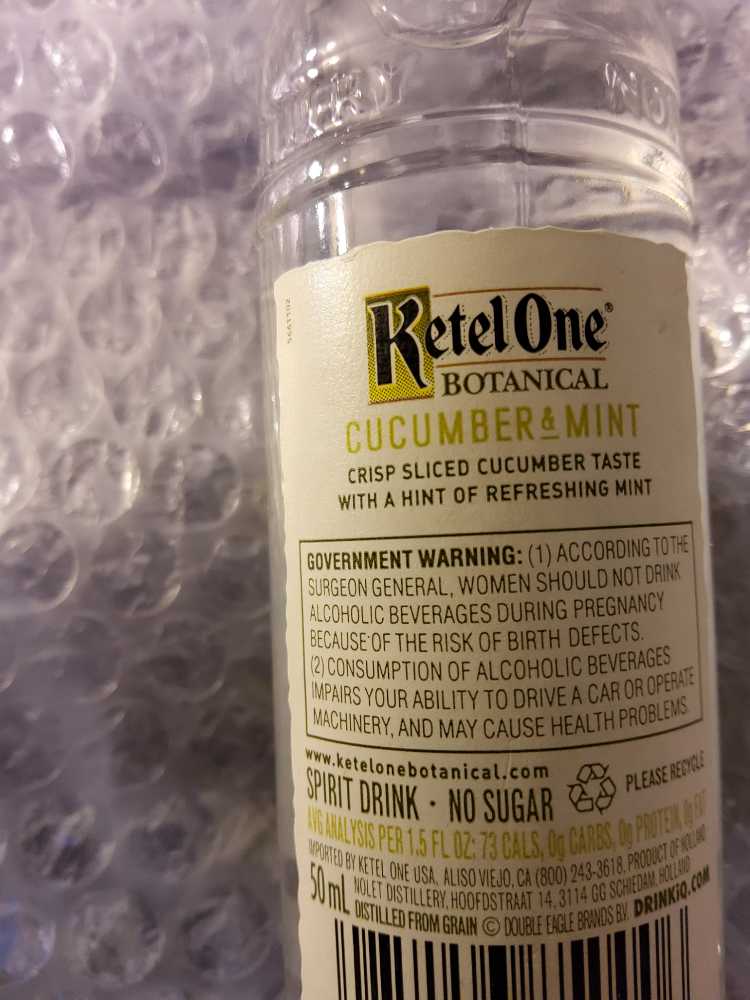 5661102
Ketel One®
BOTANICAL
CUCUMBER & MINT
CRISP SLICED CUCUMBER TASTE
WITH A HINT OF REFRESHING MINT
GOVERNMENT WARNING: (1) ACCORDING TO THE
SURGEON GENERAL, WOMEN SHOULD NOT DRINK
ALCOHOLIC BEVERAGES DURING PREGNANCY
BECAUSE OF THE RISK OF BIRTH DEFECTS.
(2) CONSUMPTION OF ALCOHOLIC BEVERAGES
IMPAIRS YOUR ABILITY TO DRIVE A CAR OR OPERATE
MACHINERY, AND MAY CAUSE HEALTH PROBLEMS.
www.ketelonebotanical.com
SPIRIT DRINK · NO SUGAR
PLEASE RECYCLE
AVG ANALYSIS PER 1.5 FL OZ: 73 CALS, 0g CARBS, 0g PROTEIN, 0g FAT
IMPORTED BY KETEL ONE USA, ALISO VIEJO, CA (800) 243-3618. PRODUCT OF HOLLAND
50 mL
NOLET DISTILLERY, HOOFDSTRAAT 14, 3114 GG SCHIEDAM, HOLLAND
DISTILLED FROM GRAIN © DOUBLE EAGLE BRANDS B.V. DRINKiQ.COM